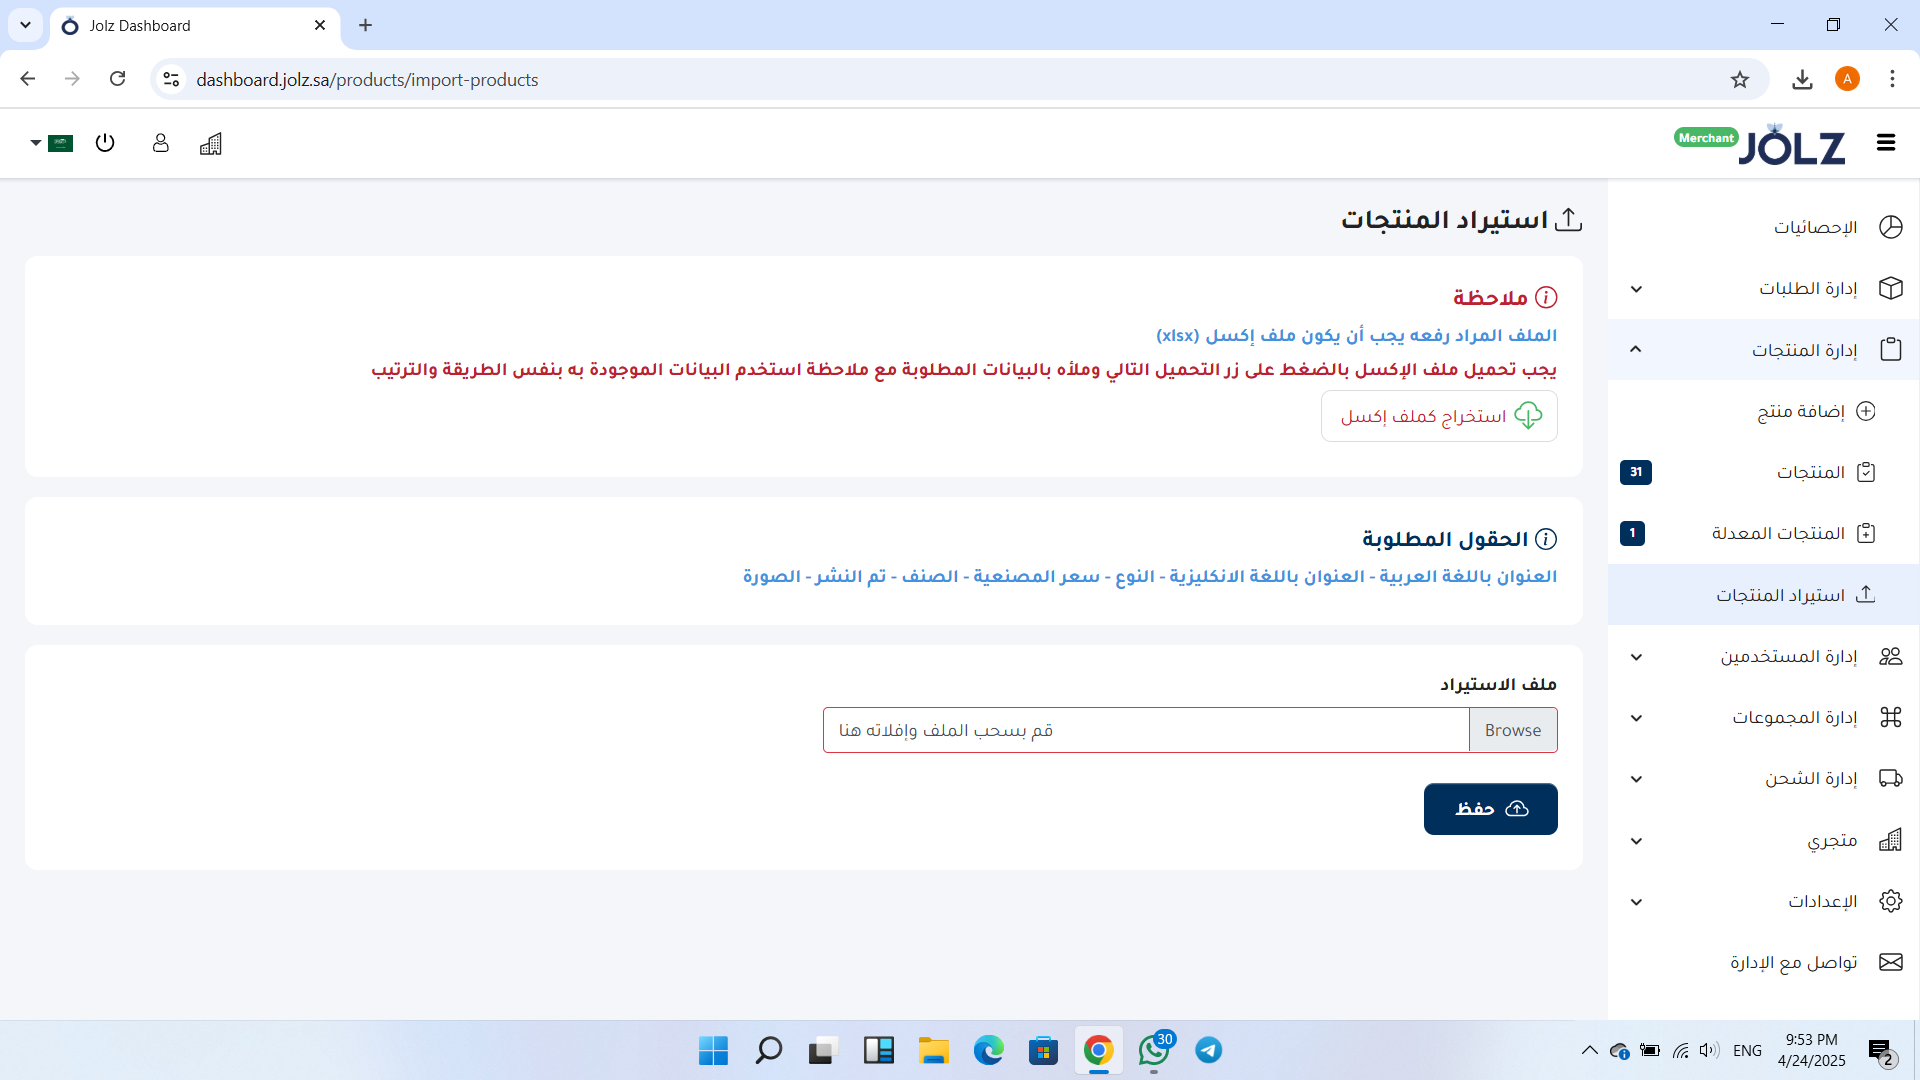 Jolz Dashboard
dashboard.jolz.sa/products/import-products
A
Merchant
JOLZ
الإحصائيات
إدارة الطلبات
إدارة المنتجات
إضافة منتج
المنتجات
31
المنتجات المعدلة
1
استيراد المنتجات
إدارة المستخدمين
إدارة المجموعات
إدارة الشحن
متجري
الإعدادات
تواصل مع الإدارة
استيراد المنتجات
ملاحظة
الملف المراد رفعه يجب أن يكون ملف إكسل (xlsx)
يجب تحميل ملف الإكسل بالضغط على زر التحميل التالي وملأه بالبيانات المطلوبة مع ملاحظة استخدم البيانات الموجودة به بنفس الطريقة والترتيب
استخراج كملف إكسل
الحقول المطلوبة
العنوان باللغة العربية - العنوان باللغة الانكليزية - النوع - سعر المصنعية - الصنف - تم النشر - الصورة
ملف الاستيراد
Browse
قم بسحب الملف وإفلاته هنا
حفظ
30
ENG
9:53 PM
4/24/2025
2